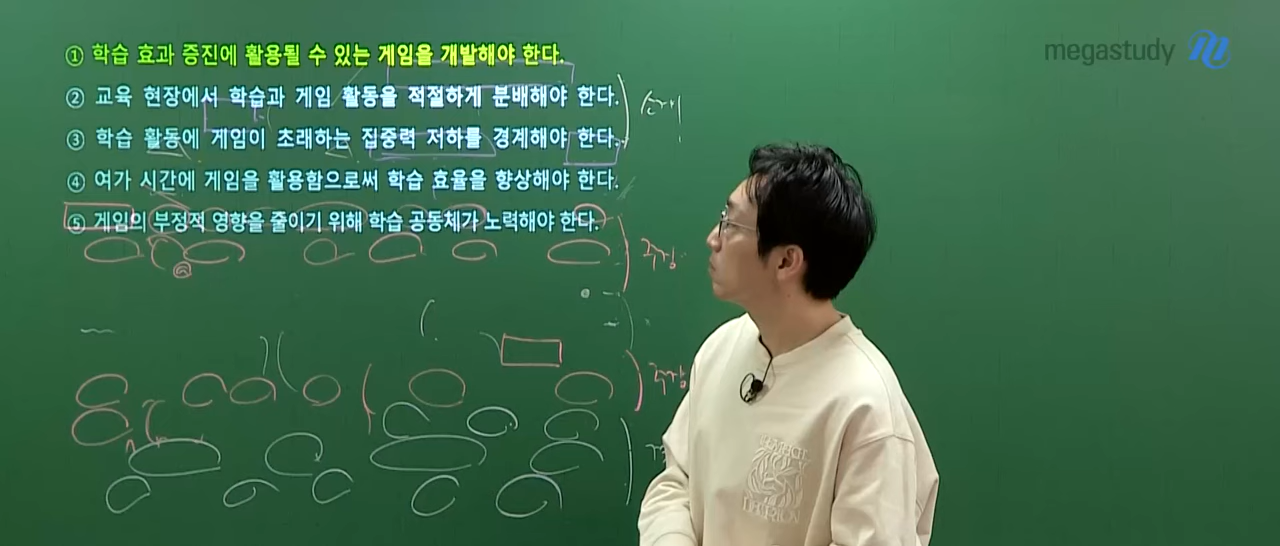 megastudy
① 학습 효과 증진에 활용될 수 있는 게임을 개발해야 한다.
② 교육 현장에서 학습과 게임 활동을 적절하게 분배해야 한다.
③ 학습 활동에 게임이 초래하는 집중력 저하를 경계해야 한다.
④ 여가 시간에 게임을 활용함으로써 학습 효율을 향상해야 한다.
⑤ 게임의 부정적 영향을 줄이기 위해 학습 공동체가 노력해야 한다.
주장
주장